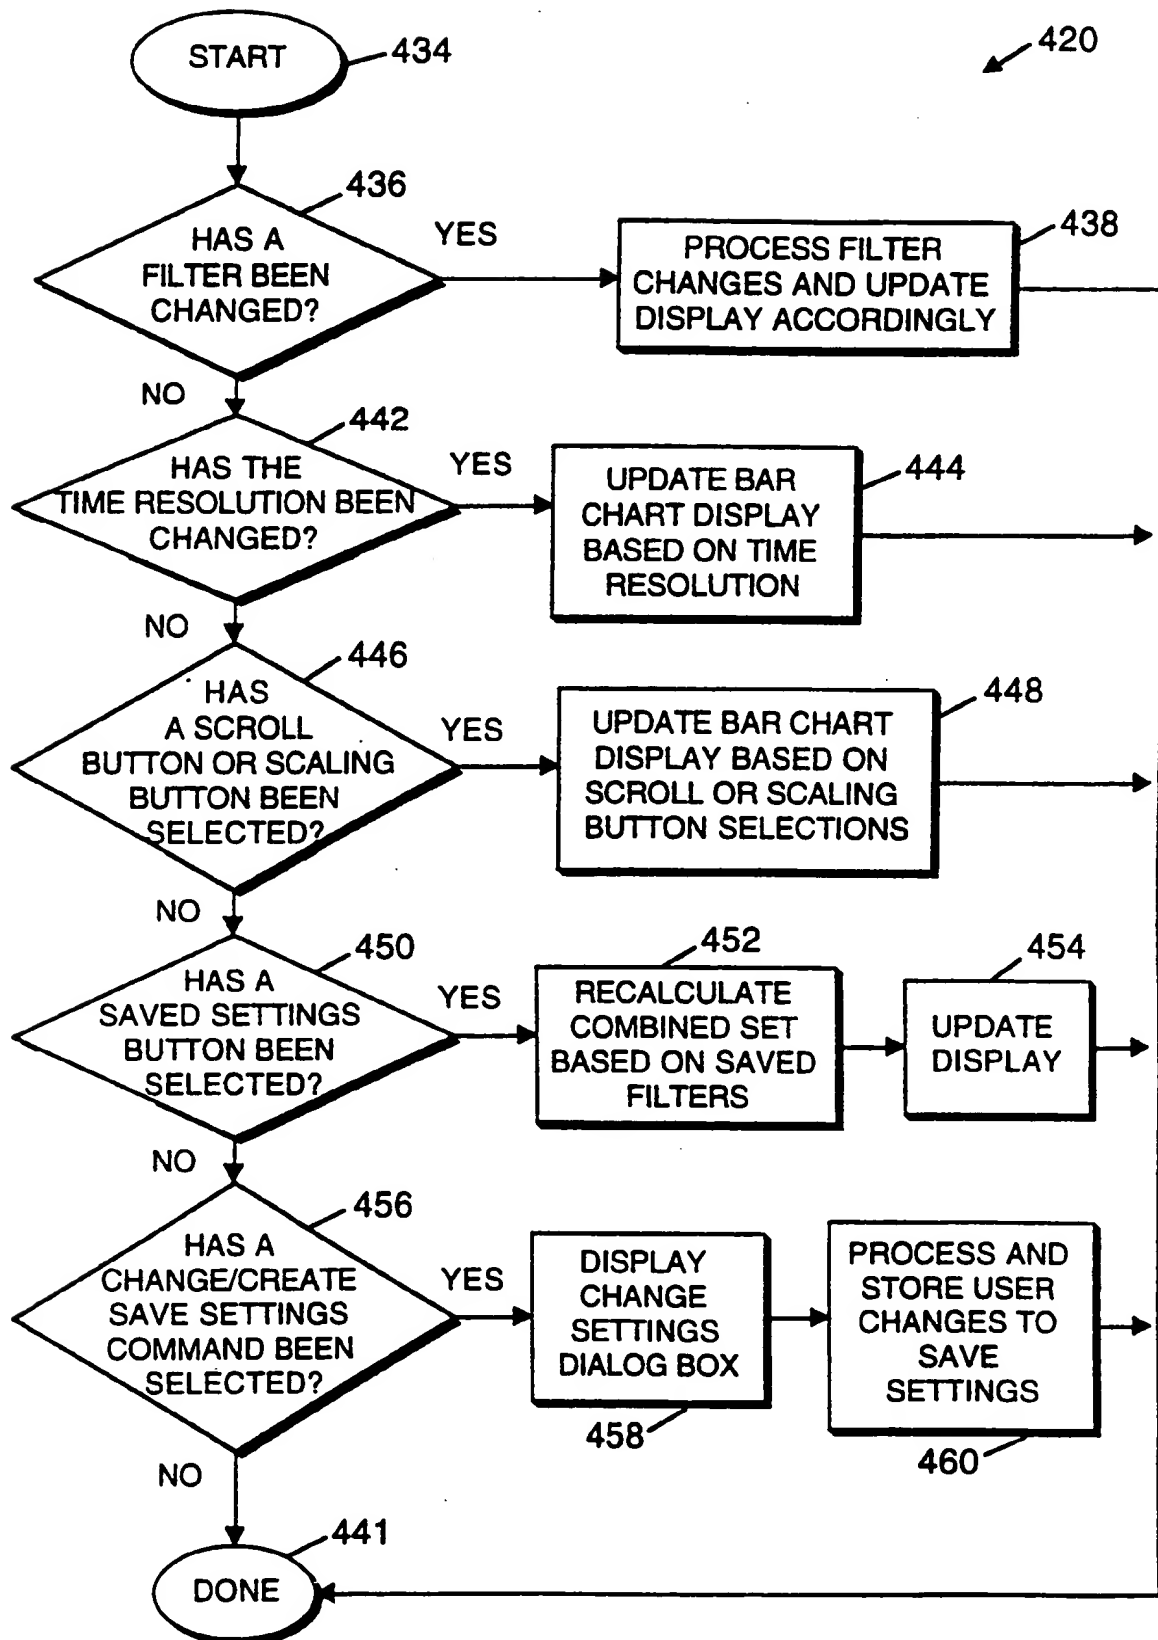 START
434
420
436
HAS A
FILTER BEEN
CHANGED?
YES
PROCESS FILTER
CHANGES AND UPDATE
DISPLAY ACCORDINGLY
438
NO
442
HAS THE
TIME RESOLUTION BEEN
CHANGED?
YES
UPDATE BAR
CHART DISPLAY
BASED ON TIME
RESOLUTION
444
NO
446
HAS
A SCROLL
BUTTON OR SCALING
BUTTON BEEN
SELECTED?
YES
UPDATE BAR CHART
DISPLAY BASED ON
SCROLL OR SCALING
BUTTON SELECTIONS
448
NO
450
HAS A
SAVED SETTINGS
BUTTON BEEN
SELECTED?
YES
452
RECALCULATE
COMBINED SET
BASED ON SAVED
FILTERS
454
UPDATE
DISPLAY
NO
456
HAS A
CHANGE/CREATE
SAVE SETTINGS
COMMAND BEEN
SELECTED?
YES
DISPLAY
CHANGE
SETTINGS
DIALOG BOX
458
PROCESS AND
STORE USER
CHANGES TO
SAVE
SETTINGS
460
NO
441
DONE